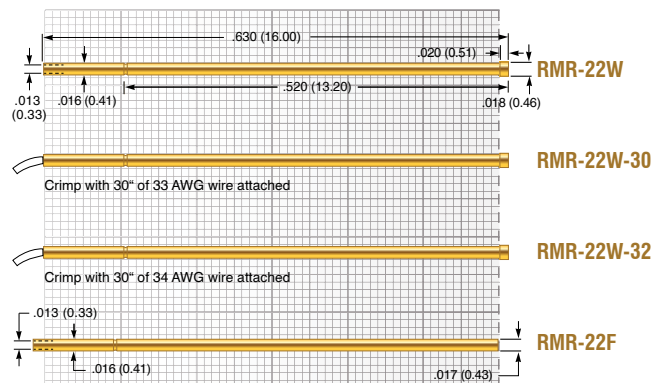 .630 (16.00)
.020 (0.51)
RMR-22W
.013
(0.33)
.016 (0.41)
.520 (13.20)
.018 (0.46)
RMR-22W-30
Crimp with 30“ of 33 AWG wire attached
RMR-22W-32
Crimp with 30“ of 34 AWG wire attached
.013 (0.33)
RMR-22F
.016 (0.41)
.017 (0.43)